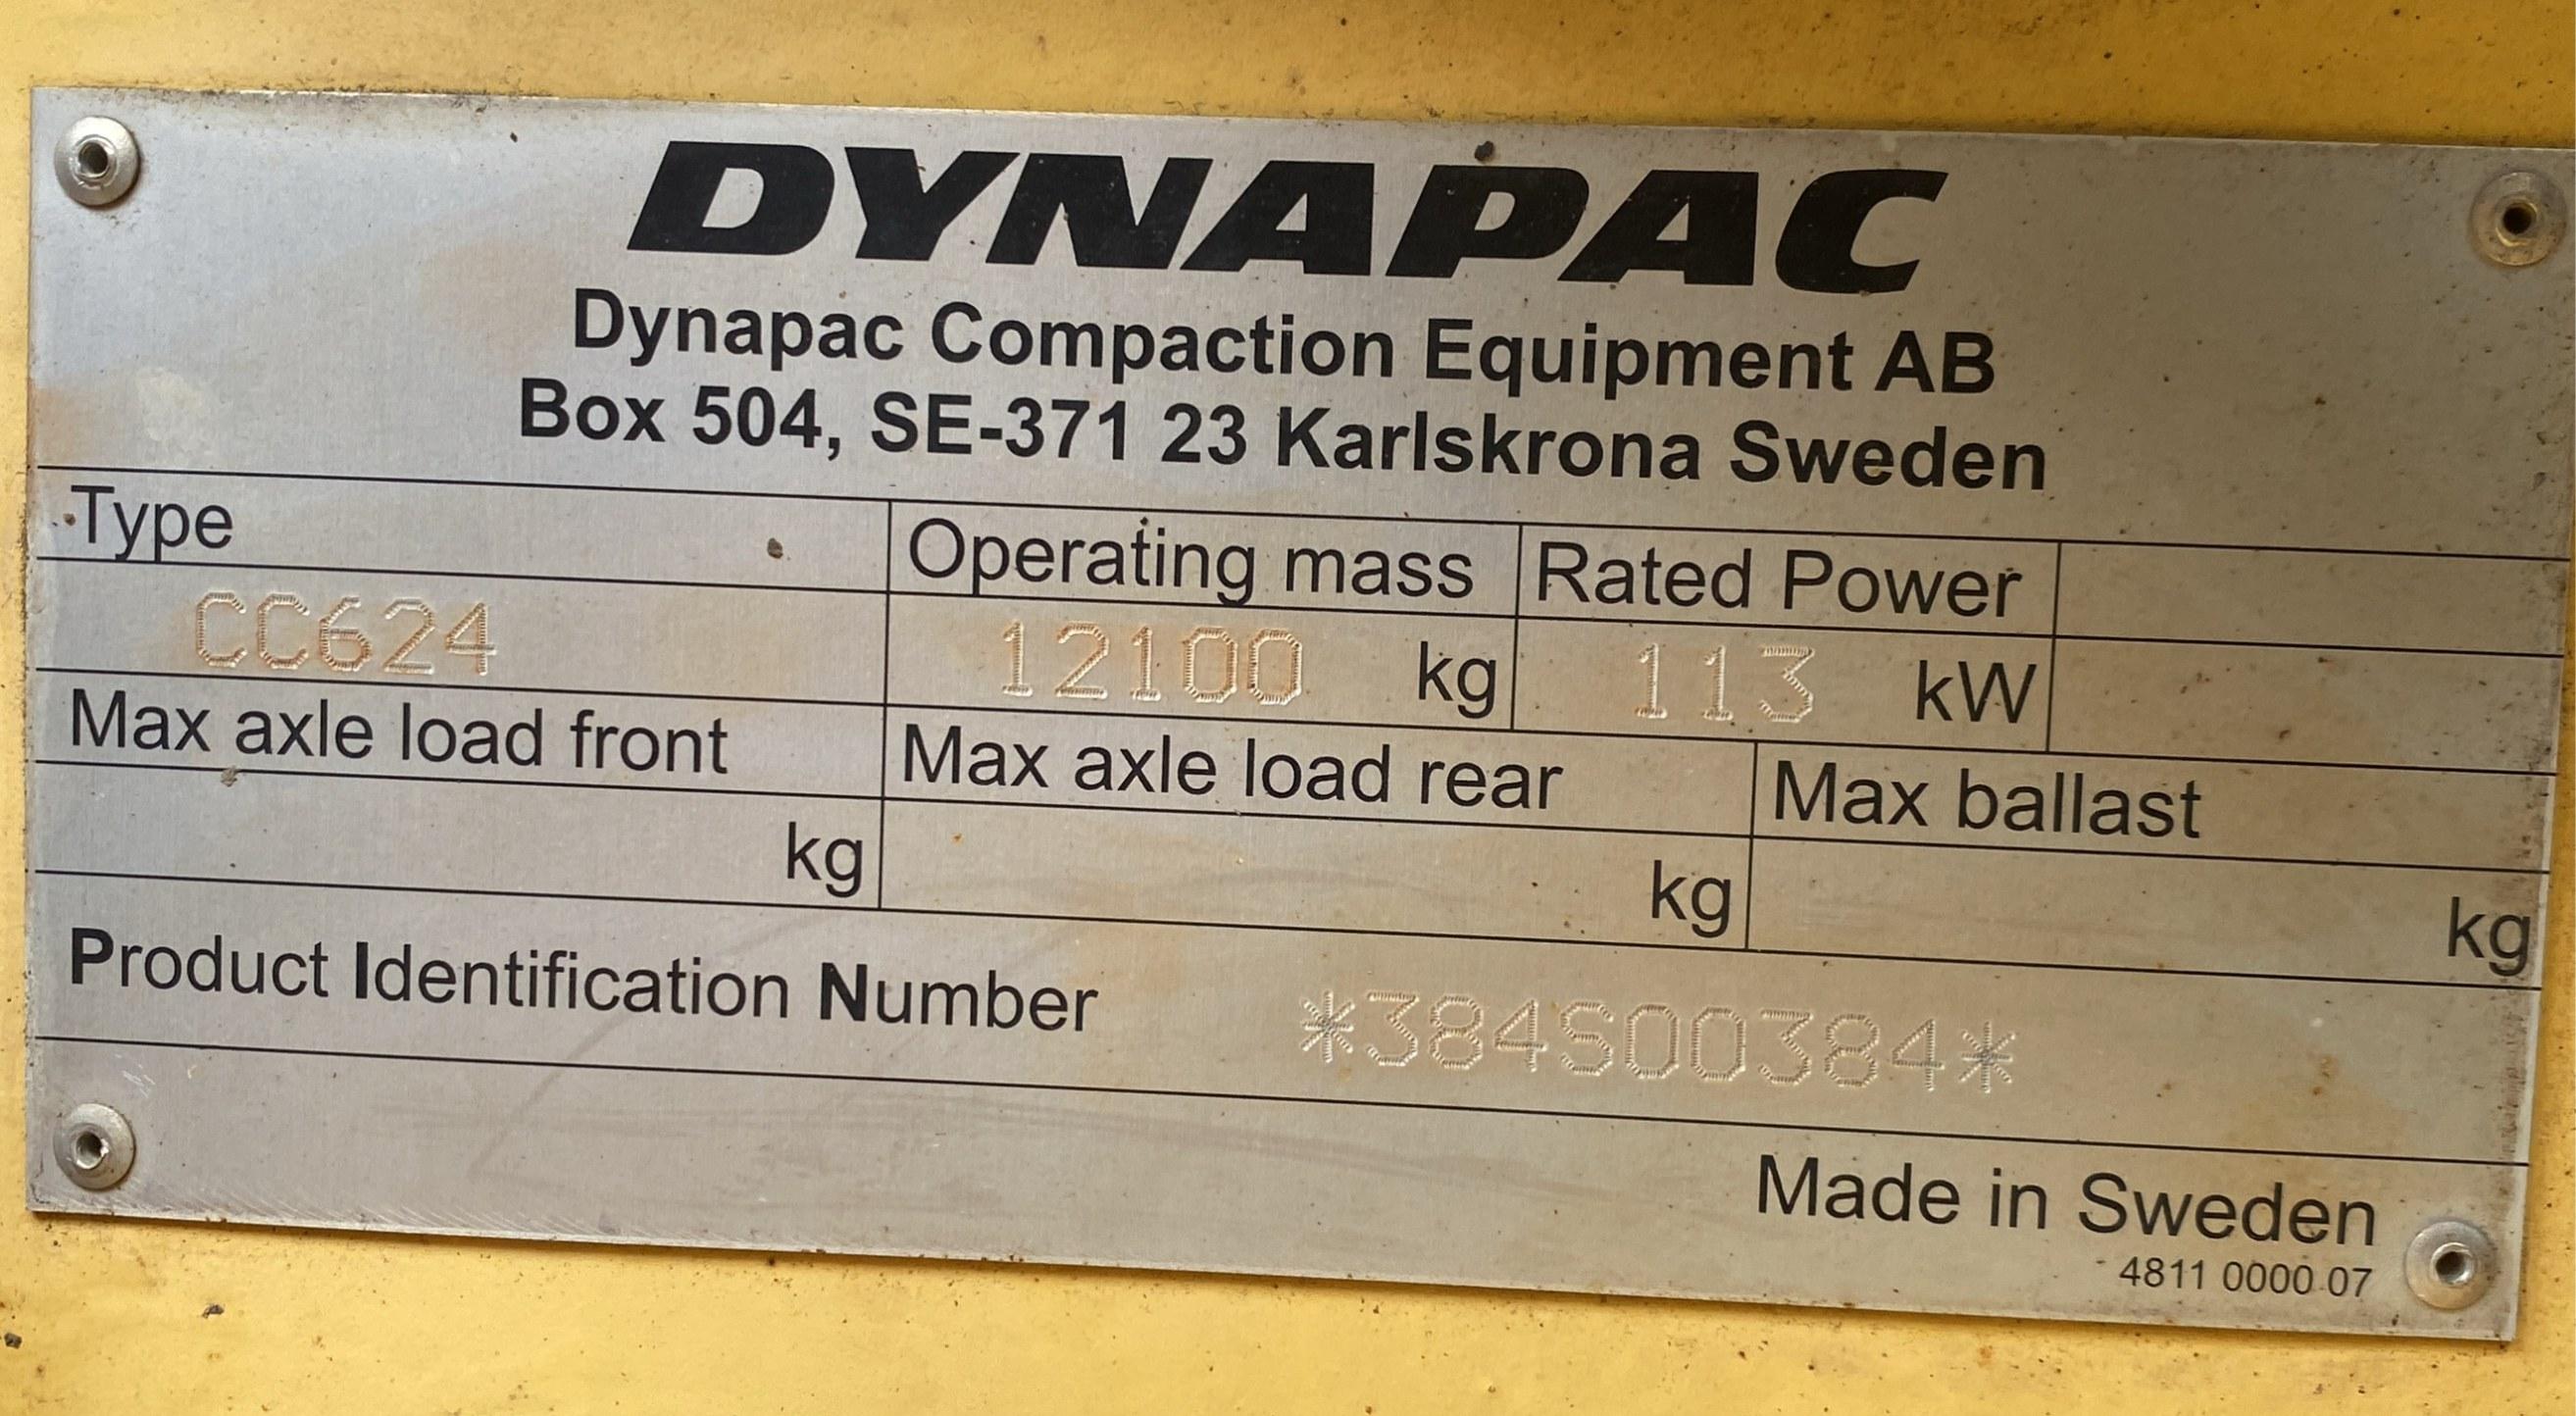 DYNAPAC
Dynapac Compaction Equipment AB
Box 504, SE-371 23 Karlskrona Sweden
Type Operating mass Rated Power
CC624 12100 kg 113 kW
Max axle load front Max axle load rear Max ballast
kg kg kg
Product Identification Number *384S00384*
Made in Sweden
4811 0000 07